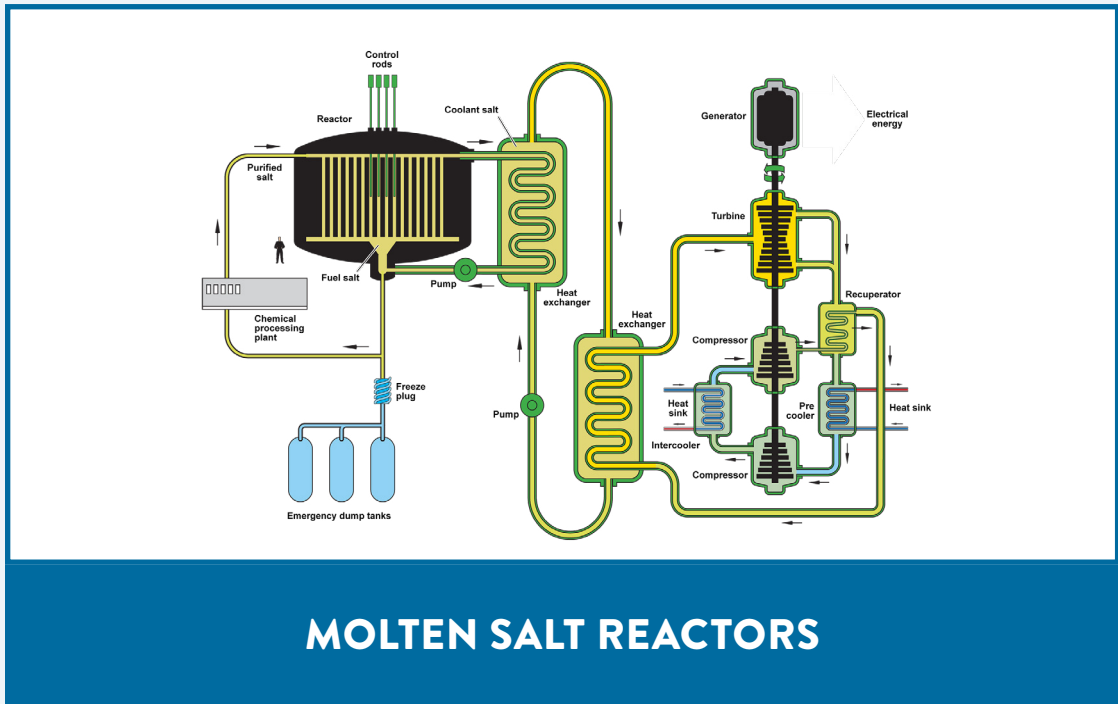 Control
rods
Coolant salt
Reactor
Generator
Electrical
energy
Purified
salt
Turbine
Fuel salt
Pump
Heat
exchanger
Recuperator
Heat
exchanger
Chemical
processing
plant
Compressor
Freeze
plug
Pump
Heat
sink
Pre
cooler
Heat sink
Intercooler
Compressor
Emergency dump tanks
MOLTEN SALT REACTORS